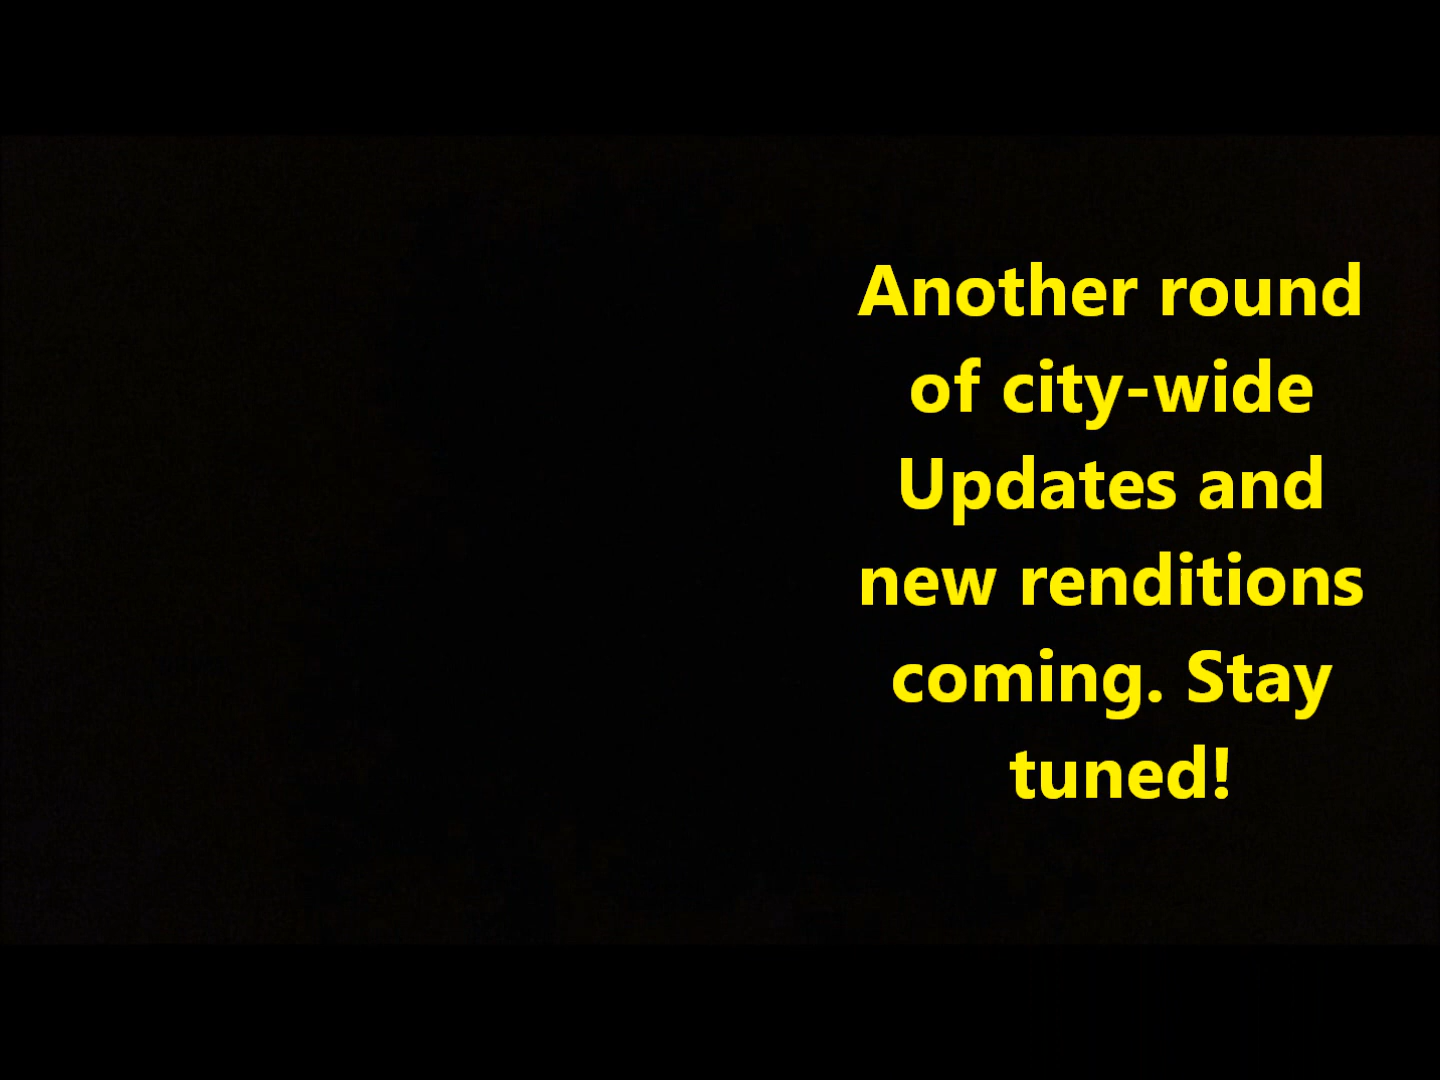 Another round
of city-wide
Updates and
new renditions
coming. Stay
tuned!